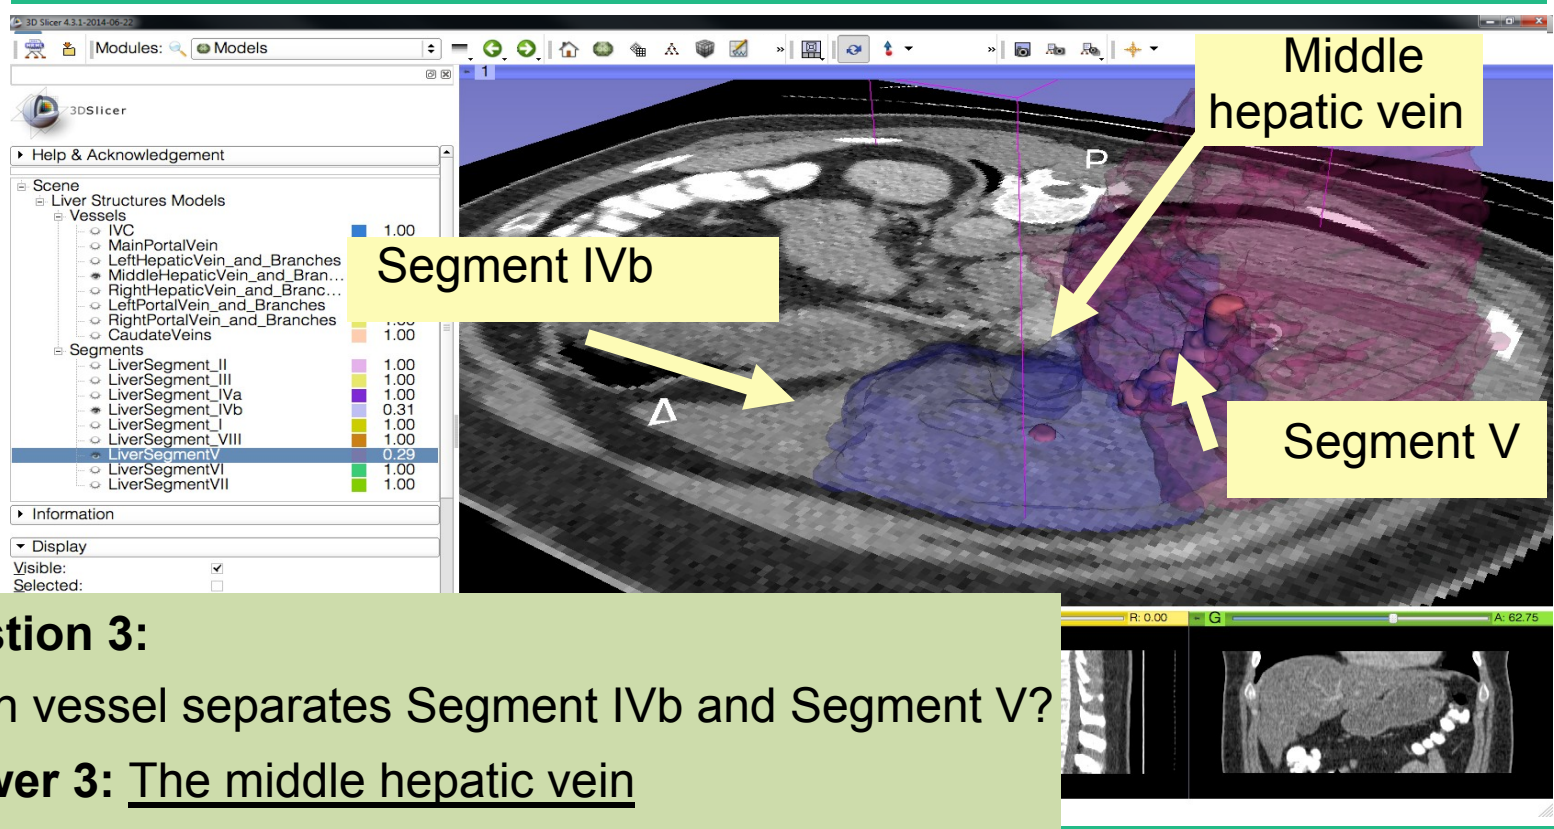 3D Slicer 4.3.1-2014-06-22
Modules: Models
1
3DSlicer
Help & Acknowledgement
Scene
Liver Structures Models
Vessels
IVC 1.00
MainPortalVein
LeftHepaticVein_and_Branches
MiddleHepaticVein_and_Bran...
RightHepaticVein_and_Branc...
LeftPortalVein_and_Branches
RightPortalVein_and_Branches 1.00
CaudateVeins 1.00
Segments
LiverSegment_II 1.00
LiverSegment_III 1.00
LiverSegment_IVa 1.00
LiverSegment_IVb 0.31
LiverSegment_I 1.00
LiverSegment_VIII 1.00
LiverSegmentV 0.29
LiverSegmentVI 1.00
LiverSegmentVII 1.00
Information
Display
Visible:
Selected:
Middle
hepatic vein
Segment IVb
Segment V
P
R
A
R: 0.00
G
A: 62.75
stion 3:
h vessel separates Segment IVb and Segment V?
wer 3: The middle hepatic vein